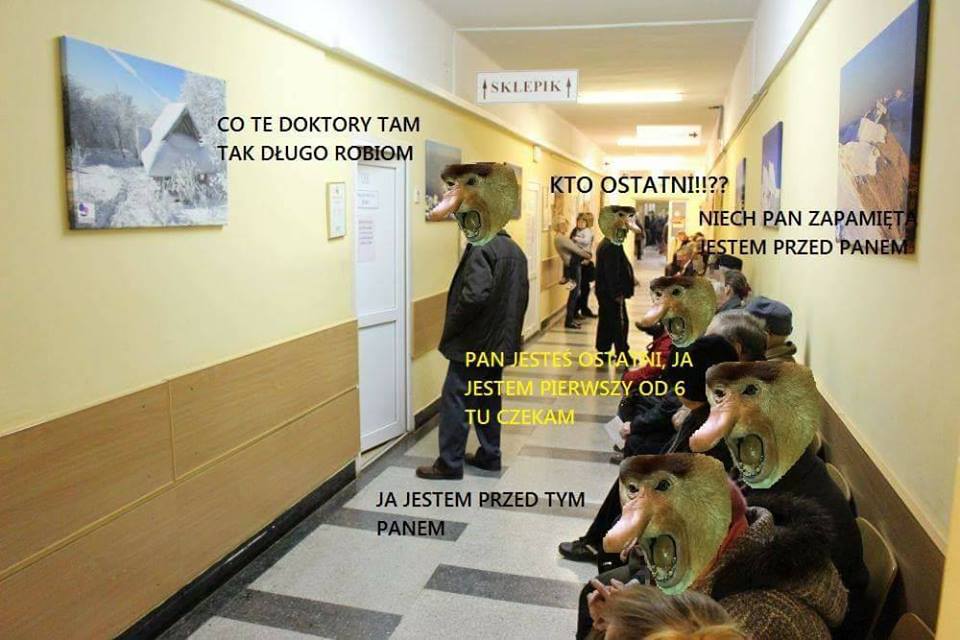 SKLEPIK
CO TE DOKTORY TAM
TAK DŁUGO ROBIOM
KTO OSTATNI!!??
NIECH PAN ZAPAMIĘTA
JESTEM PRZED PANEM
PAN JESTEŚ OSTATNI, JA
JESTEM PIERWSZY OD 6
TU CZEKAM
JA JESTEM PRZED TYM
PANEM